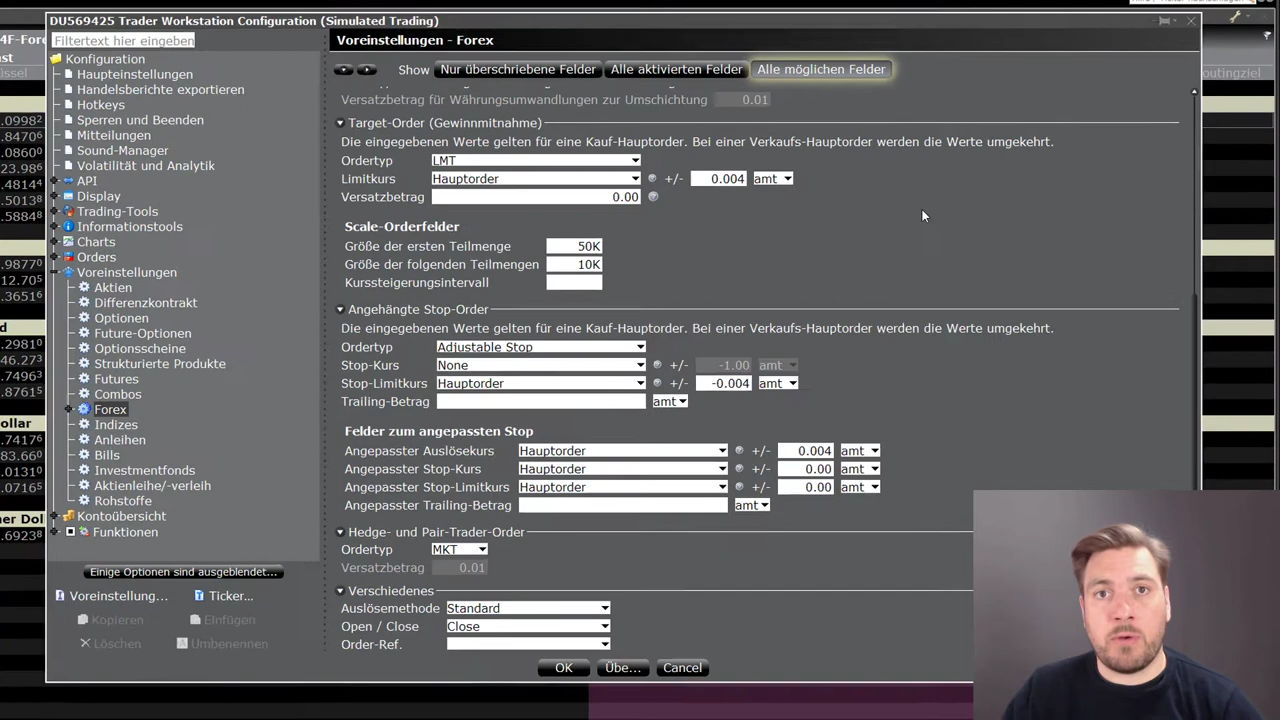 DU569425 Trader Workstation Configuration (Simulated Trading)
4F-Fore
Filtertext hier eingeben
Konfiguration
Haupteinstellungen
Handelsberichte exportieren
Hotkeys
Sperren und Beenden
Mitteilungen
Sound-Manager
Volatilität und Analytik
API
Display
Trading-Tools
Informationstools
Charts
Orders
Voreinstellungen
Aktien
Differenzkontrakt
Optionen
Future-Optionen
Optionsscheine
Strukturierte Produkte
Futures
Combos
Forex
Indizes
Anleihen
Bills
Investmentfonds
Aktienleihe/-verleih
Rohstoffe
Kontoübersicht
Funktionen
Einige Optionen sind ausgeblendet...
Voreinstellung... Ticker...
Kopieren Einfügen
Löschen Umbenennen
Voreinstellungen - Forex
Show Nur überschriebene Felder Alle aktivierten Felder Alle möglichen Felder
Versatzbetrag für Währungsumwandlungen zur Umschichtung 0.01
Target-Order (Gewinnmitnahme)
Die eingegebenen Werte gelten für eine Kauf-Hauptorder. Bei einer Verkaufs-Hauptorder werden die Werte umgekehrt.
Ordertyp LMT
Limitkurs Hauptorder +/- 0.004 amt
Versatzbetrag 0.00
Scale-Orderfelder
Größe der ersten Teilmenge 50K
Größe der folgenden Teilmengen 10K
Kurssteigerungsintervall
Angehängte Stop-Order
Die eingegebenen Werte gelten für eine Kauf-Hauptorder. Bei einer Verkaufs-Hauptorder werden die Werte umgekehrt.
Ordertyp Adjustable Stop
Stop-Kurs None +/- -1.00 amt
Stop-Limitkurs Hauptorder +/- -0.004 amt
Trailing-Betrag amt
Felder zum angepassten Stop
Angepasster Auslösekurs Hauptorder +/- 0.004 amt
Angepasster Stop-Kurs Hauptorder +/- 0.00 amt
Angepasster Stop-Limitkurs Hauptorder +/- 0.00 amt
Angepasster Trailing-Betrag amt
Hedge- und Pair-Trader-Order
Ordertyp MKT
Versatzbetrag 0.01
Verschiedenes
Auslösemethode Standard
Open / Close Close
Order-Ref.
OK Übe... Cancel